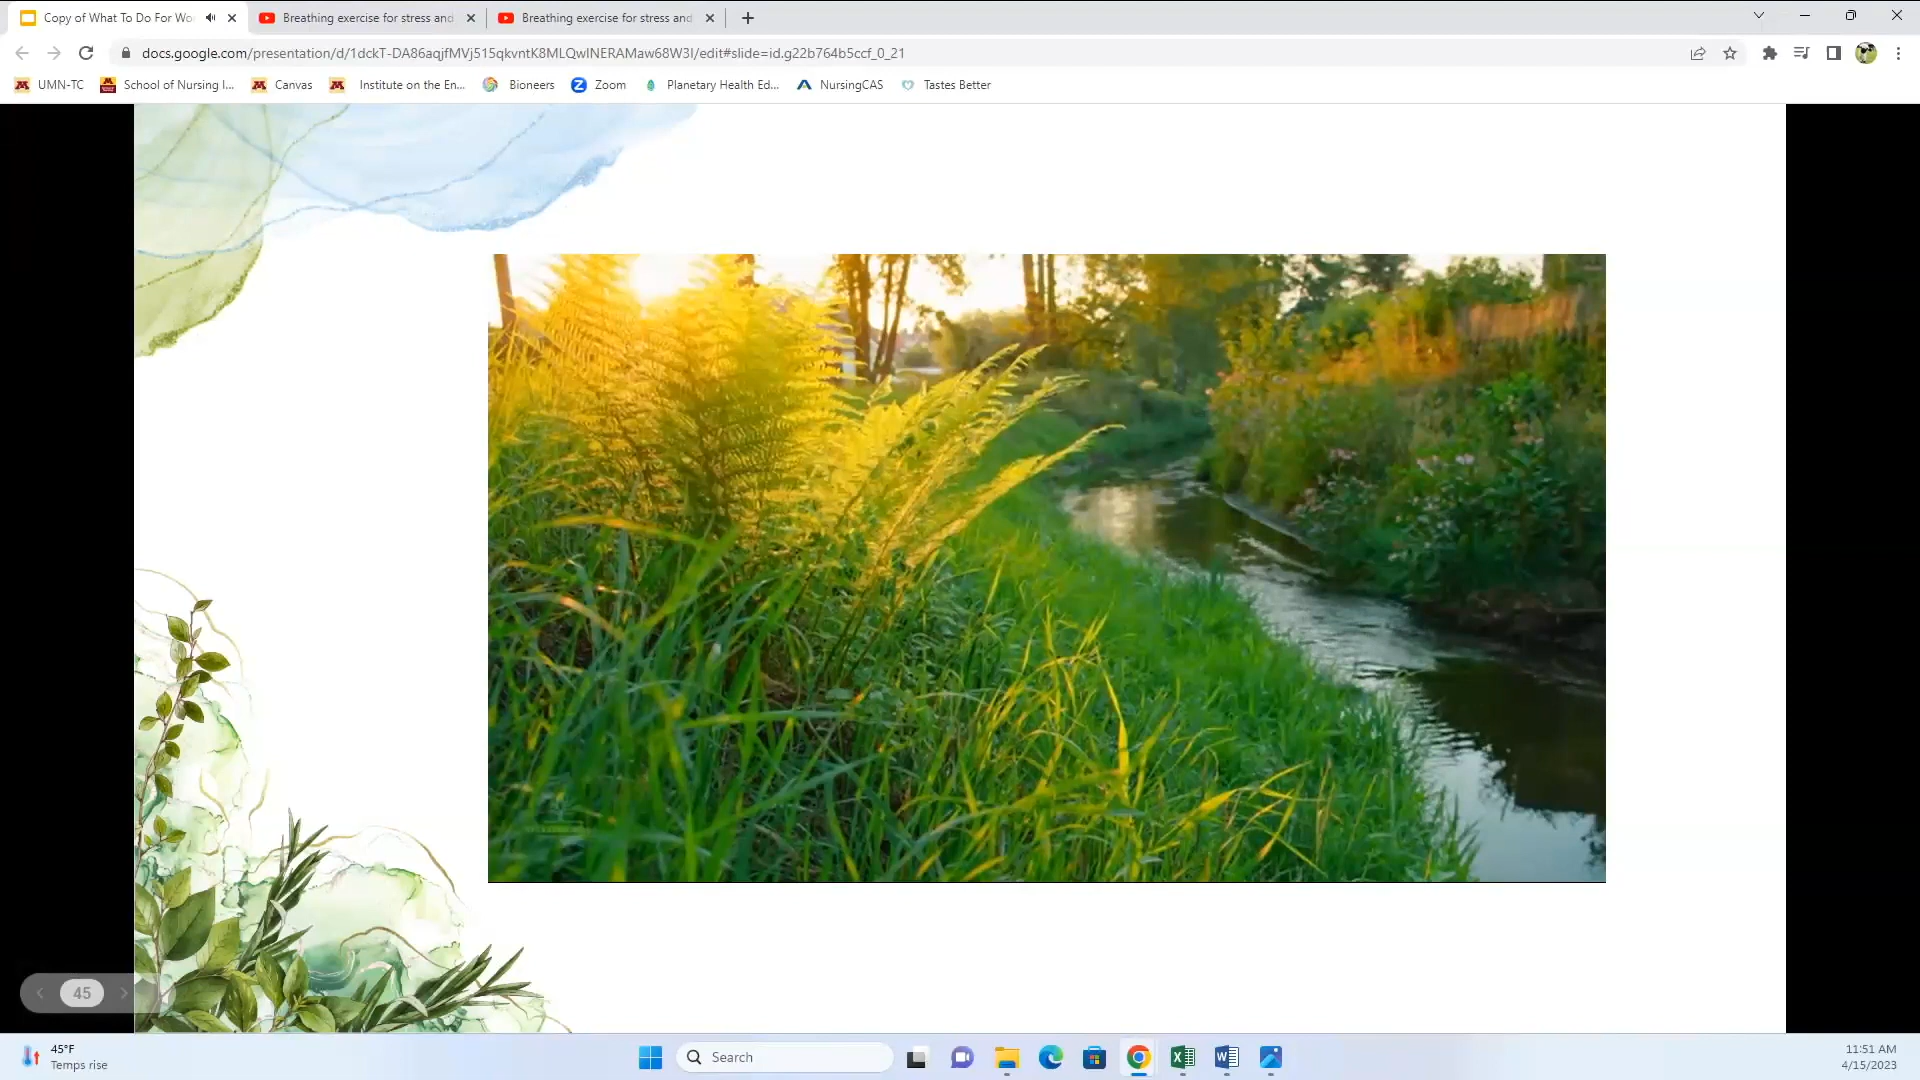 Copy of What To Do For Wo
Breathing exercise for stress and
Breathing exercise for stress and
docs.google.com/presentation/d/1dckT-DA86aqjfMVj515qkvntK8MLQwINERAMaw68W3I/edit#slide=id.g22b764b5ccf_0_21
UMN-TC
School of Nursing I...
Canvas
Institute on the En...
Bioneers
Zoom
Planetary Health Ed...
NursingCAS
Tastes Better
45
45°F
Temps rise
Search
11:51 AM
4/15/2023